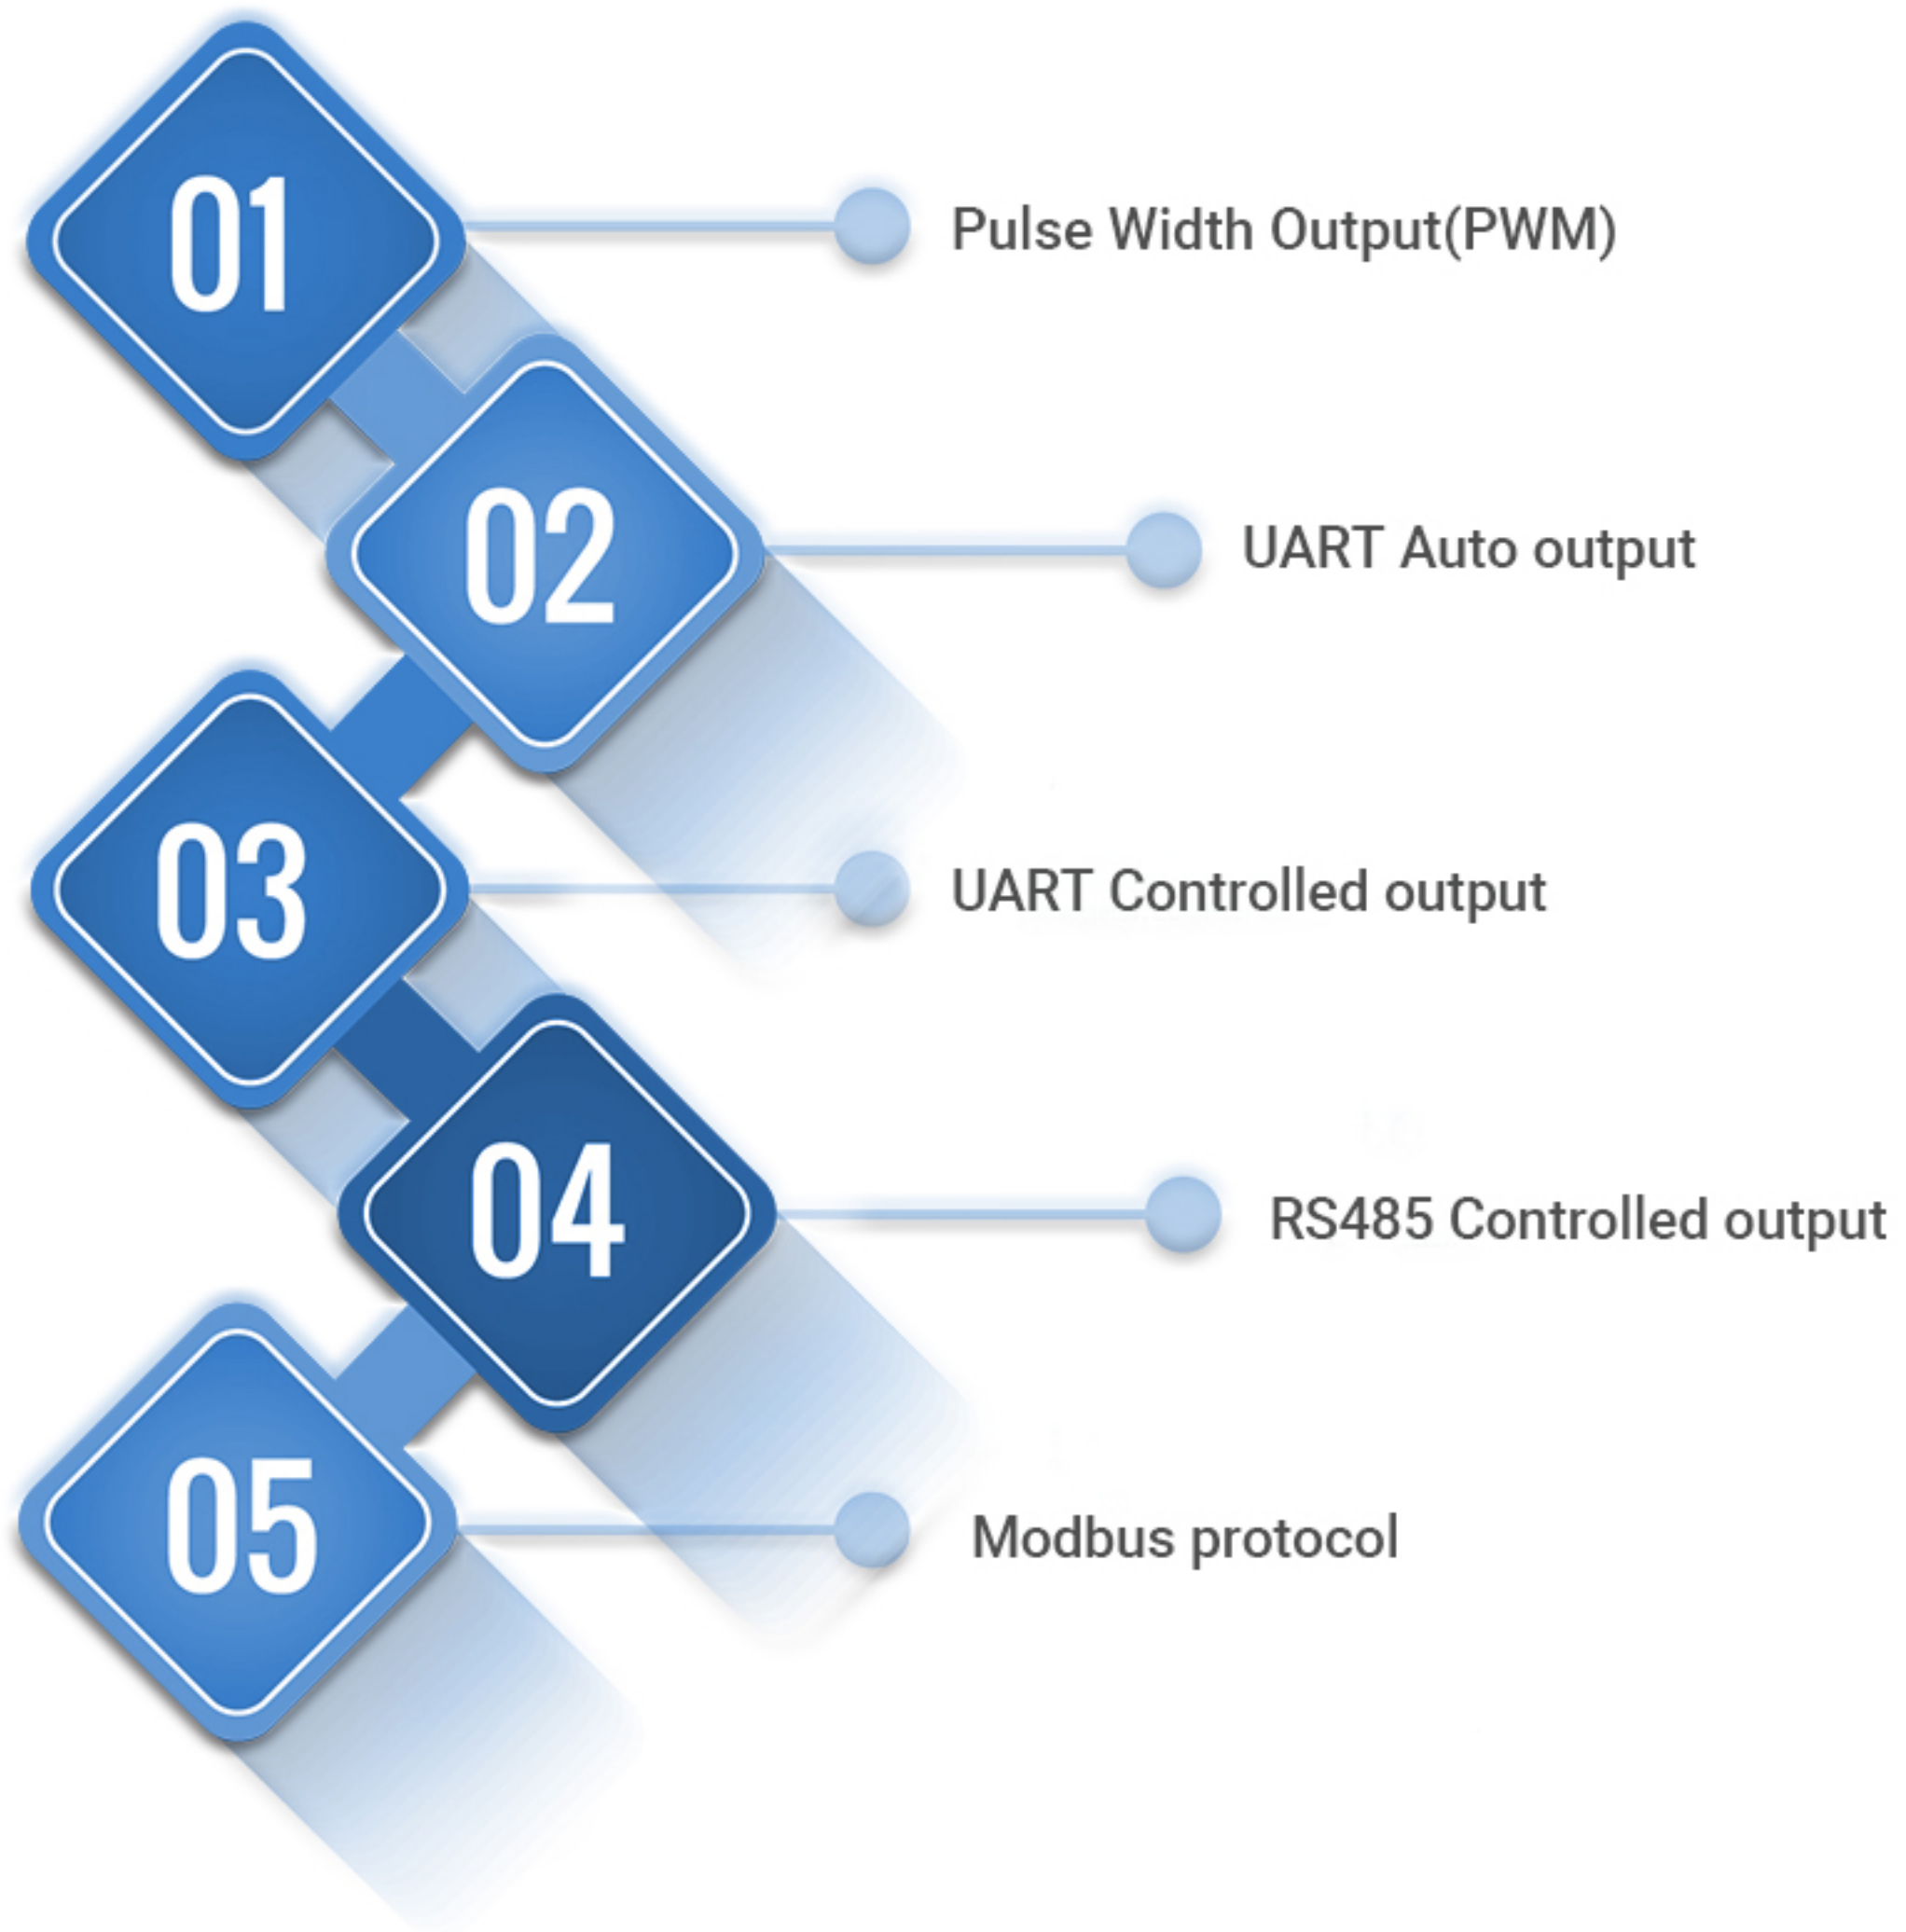 01
Pulse Width Output(PWM)
02
UART Auto output
03
UART Controlled output
04
RS485 Controlled output
05
Modbus protocol